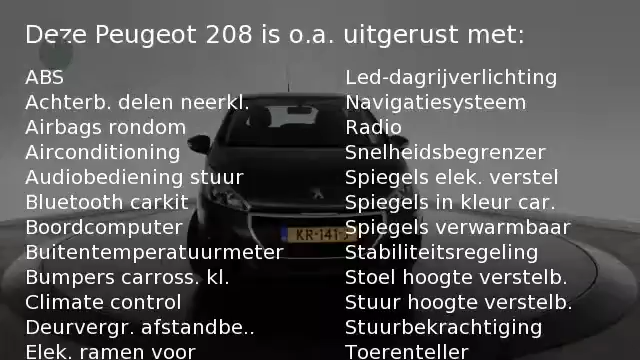 Deze Peugeot 208 is o.a. uitgerust met:
ABS
Achterb. delen neerkl.
Airbags rondom
Airconditioning
Audiobediening stuur
Bluetooth carkit
Boordcomputer
Buitentemperatuurmeter
Bumpers carross. kl.
Climate control
Deurvergr. afstandbe..
Elek. ramen voor
Led-dagrijverlichting
Navigatiesysteem
Radio
Snelheidsbegrenzer
Spiegels elek. verstel
Spiegels in kleur car.
Spiegels verwarmbaar
Stabiliteitsregeling
Stoel hoogte verstelb.
Stuur hoogte verstelb.
Stuurbekrachtiging
Toerenteller